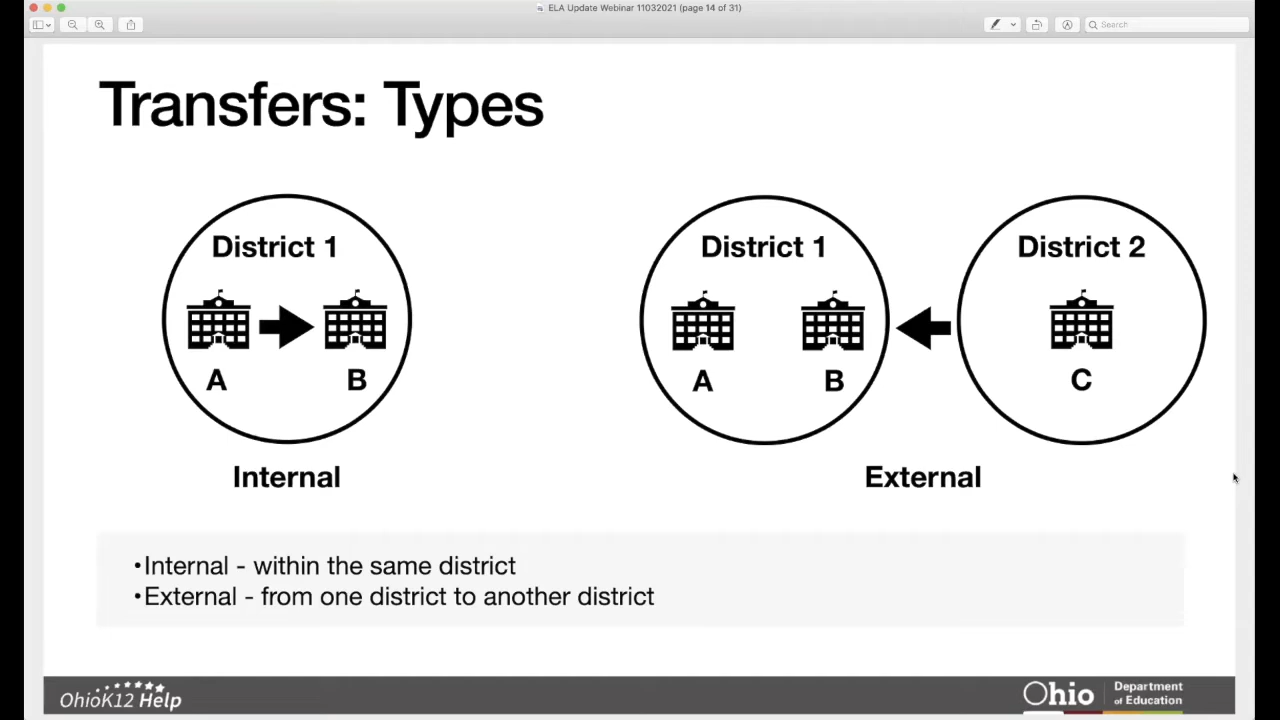 ELA Update Webinar 11032021 (page 14 of 31)
Search
Transfers: Types
District 1
A
B
Internal
District 1
A
B
District 2
C
External
•Internal - within the same district
•External - from one district to another district
OhioK12 Help
Ohio
Department
of Education